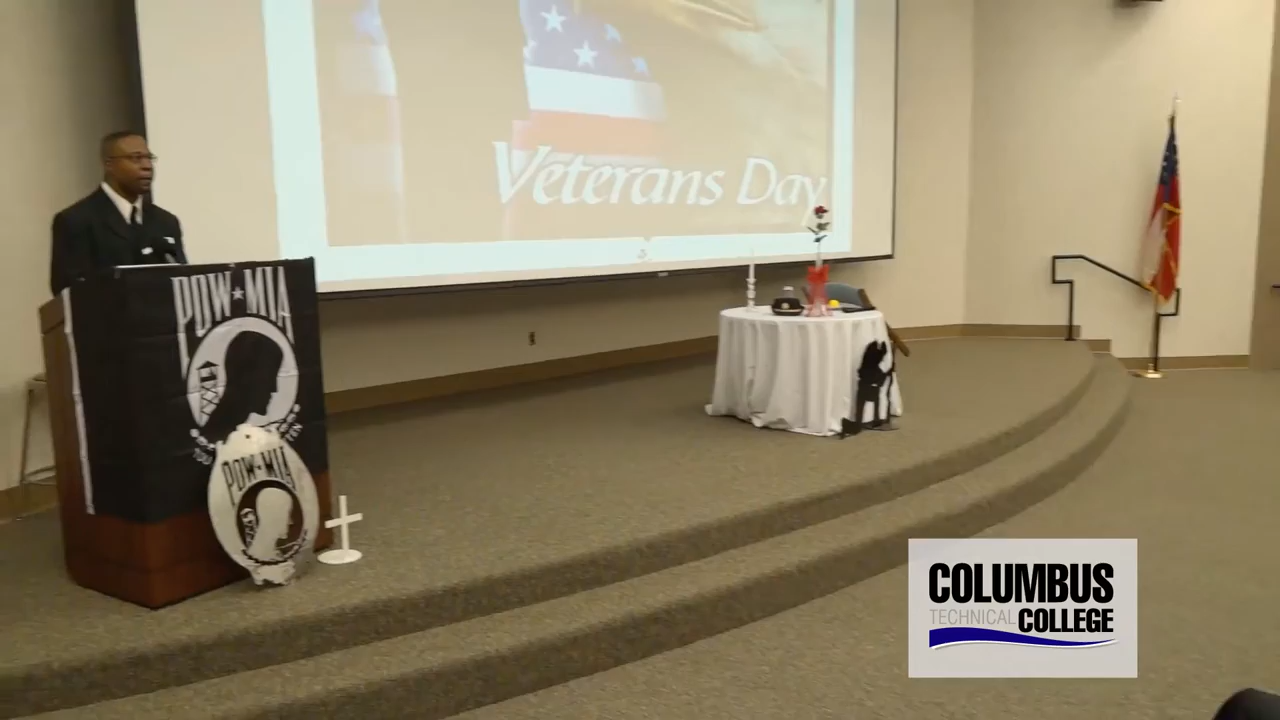 Veterans Day
POW★MIA
POW★MIA
COLUMBUS
TECHNICAL COLLEGE